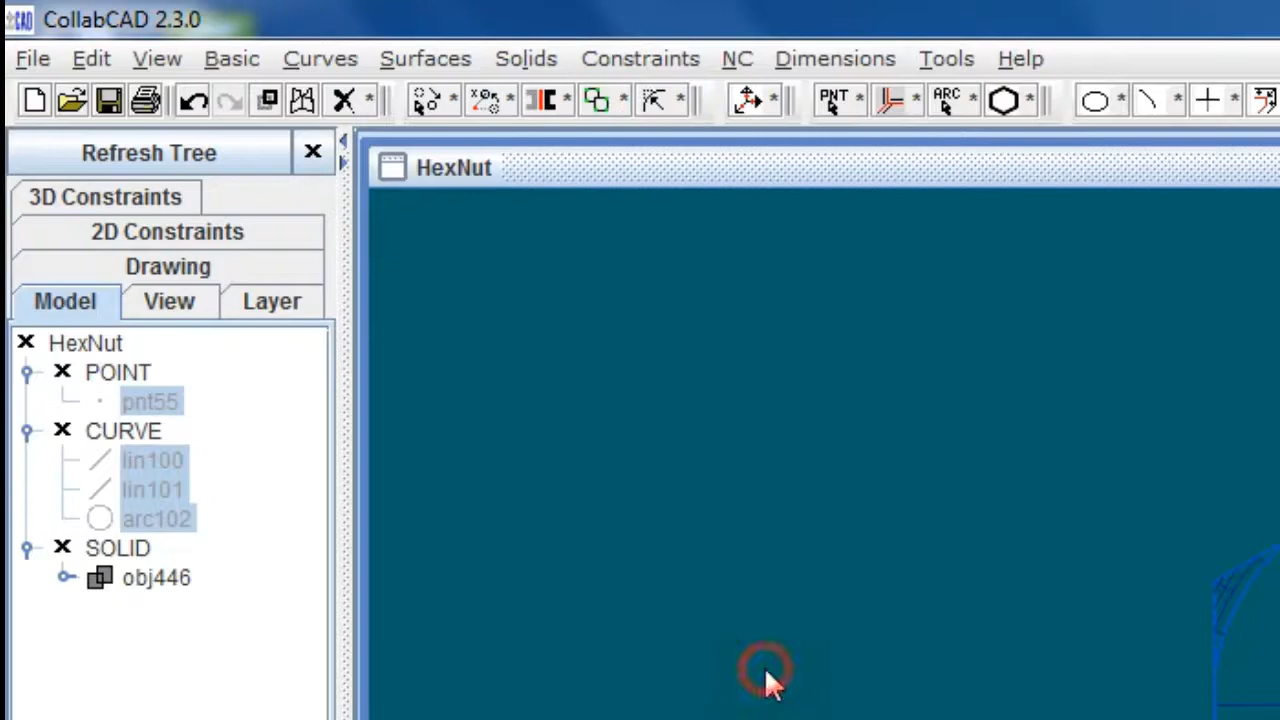 CAD CollabCAD 2.3.0
File Edit View Basic Curves Surfaces Solids Constraints NC Dimensions Tools Help
PNT ARC
Refresh Tree
HexNut
3D Constraints
2D Constraints
Drawing
Model View Layer
HexNut
POINT
pnt55
CURVE
lin100
lin101
arc102
SOLID
obj446